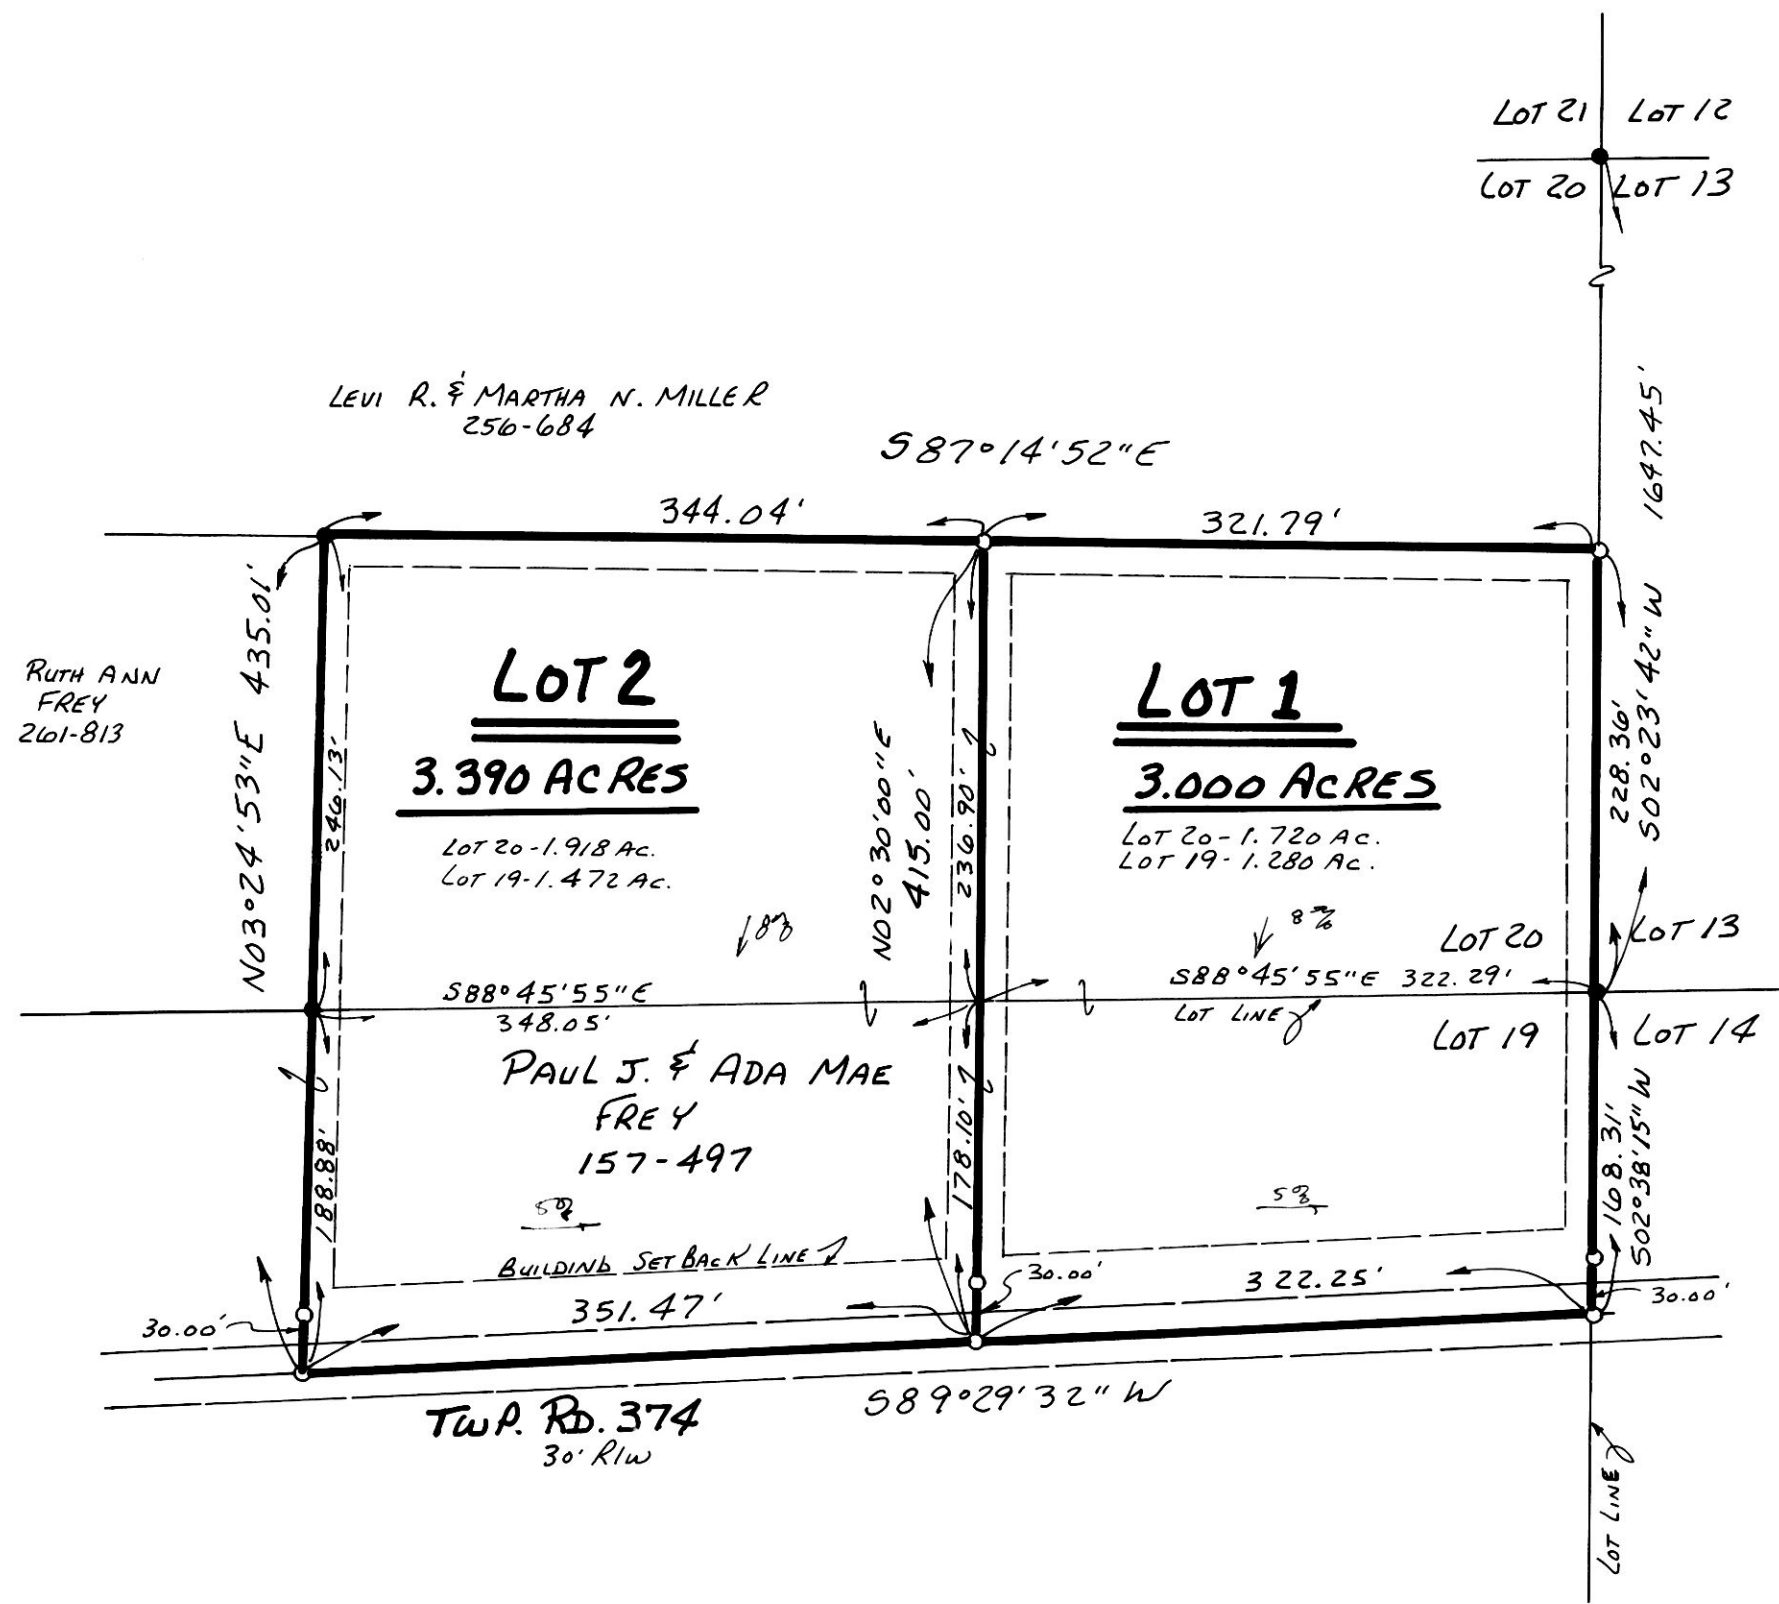 LOT 21 LOT 12
LOT 20 LOT 13
LEVI R. & MARTHA N. MILLER
256-684
S87°14'52"E
1647.45'
344.04'
321.79'
N03°24'53"E 435.01'
RUTH ANN
FREY
261-813
246.13'
LOT 2
3.390 ACRES
LOT 20-1.918 AC.
LOT 19-1.472 AC.
N02°30'00"E
415.00'
236.90'
LOT 1
3.000 ACRES
LOT 20-1.720 AC.
LOT 19-1.280 AC.
228.36'
S02°23'42"W
8%
8%
LOT 20 LOT 13
S88°45'55"E
348.05'
S88°45'55"E 322.29'
LOT LINE
LOT 19 LOT 14
PAUL J. & ADA MAE
FREY
157-497
188.88'
178.10'
168.31'
S02°38'15"W
5%
5%
BUILDING SET BACK LINE
30.00'
351.47'
30.00'
322.25'
30.00'
S89°29'32"W
TWP. RD. 374
30' R/W
LOT LINE